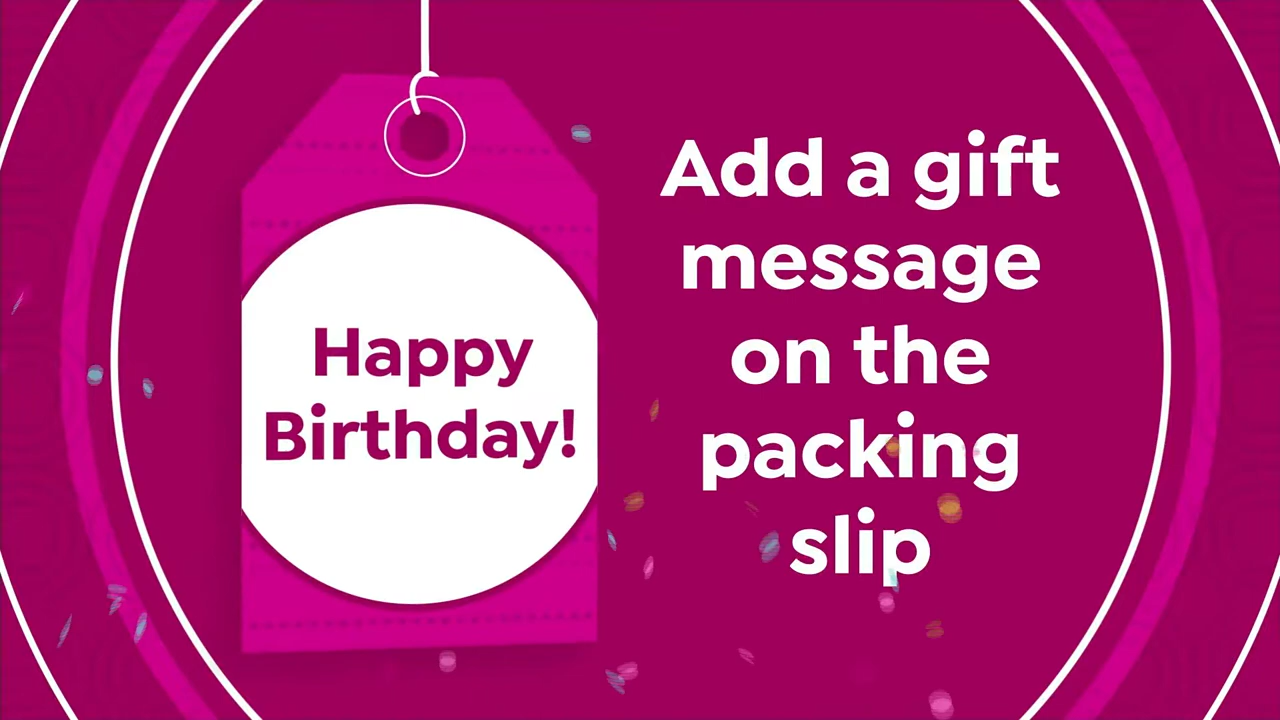 Happy
Birthday!
Add a gift
message
on the
packing
slip